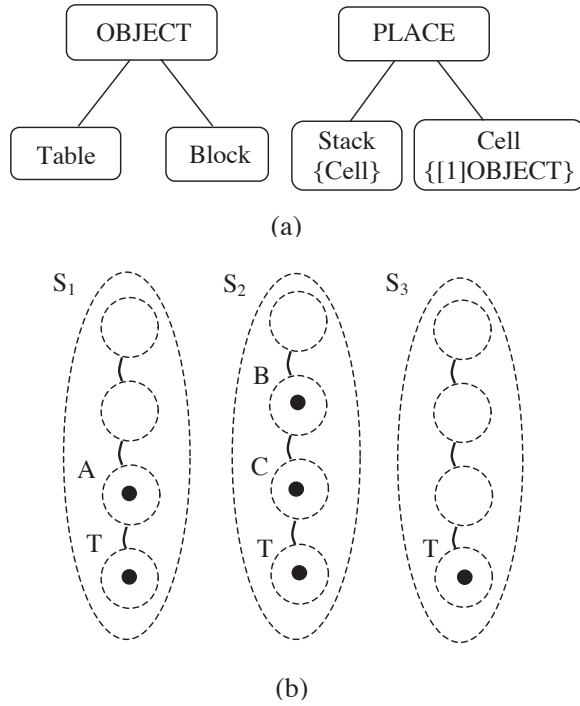 OBJECT
PLACE
Table
Block
Stack
{Cell}
Cell
{[1]OBJECT}
(a)
S₁
S₂
S₃
B
A
C
T
T
T
(b)